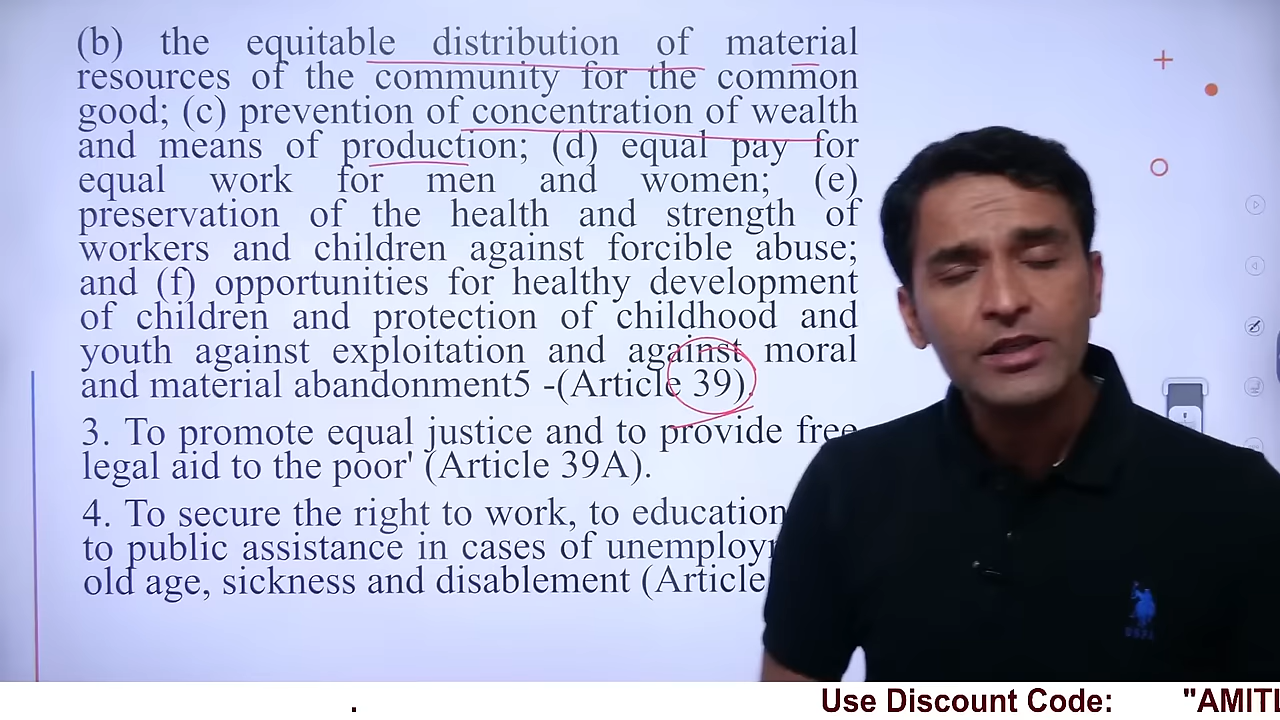 (b) the equitable distribution of material
resources of the community for the common
good; (c) prevention of concentration of wealth
and means of production; (d) equal pay for
equal work for men and women; (e)
preservation of the health and strength of
workers and children against forcible abuse;
and (f) opportunities for healthy development
of children and protection of childhood and
youth against exploitation and against moral
and material abandonment5 -(Article 39).
3. To promote equal justice and to provide free
legal aid to the poor' (Article 39A).
4. To secure the right to work, to education
to public assistance in cases of
old age, sickness and disablement (Article
USPA
. Use Discount Code: "AMIT